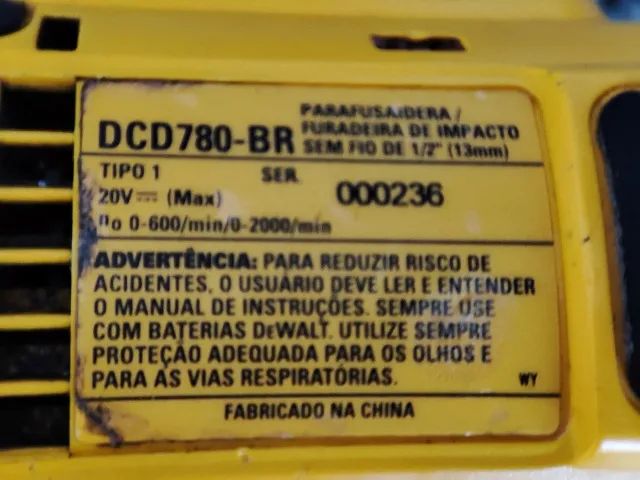 PARAFUSAIDERA /
DCD780-BR FURADEIRA DE IMPACTO
SEM FIO DE 1/2" (13mm)
TIPO 1 SER. 000236
20V ⎓ (Max)
no 0-600/min/0-2000/min
ADVERTÊNCIA: PARA REDUZIR RISCO DE
ACIDENTES, O USUÁRIO DEVE LER E ENTENDER
O MANUAL DE INSTRUÇÕES. SEMPRE USE
COM BATERIAS DeWALT. UTILIZE SEMPRE
PROTEÇÃO ADEQUADA PARA OS OLHOS E
PARA AS VIAS RESPIRATÓRIAS.
WY
FABRICADO NA CHINA